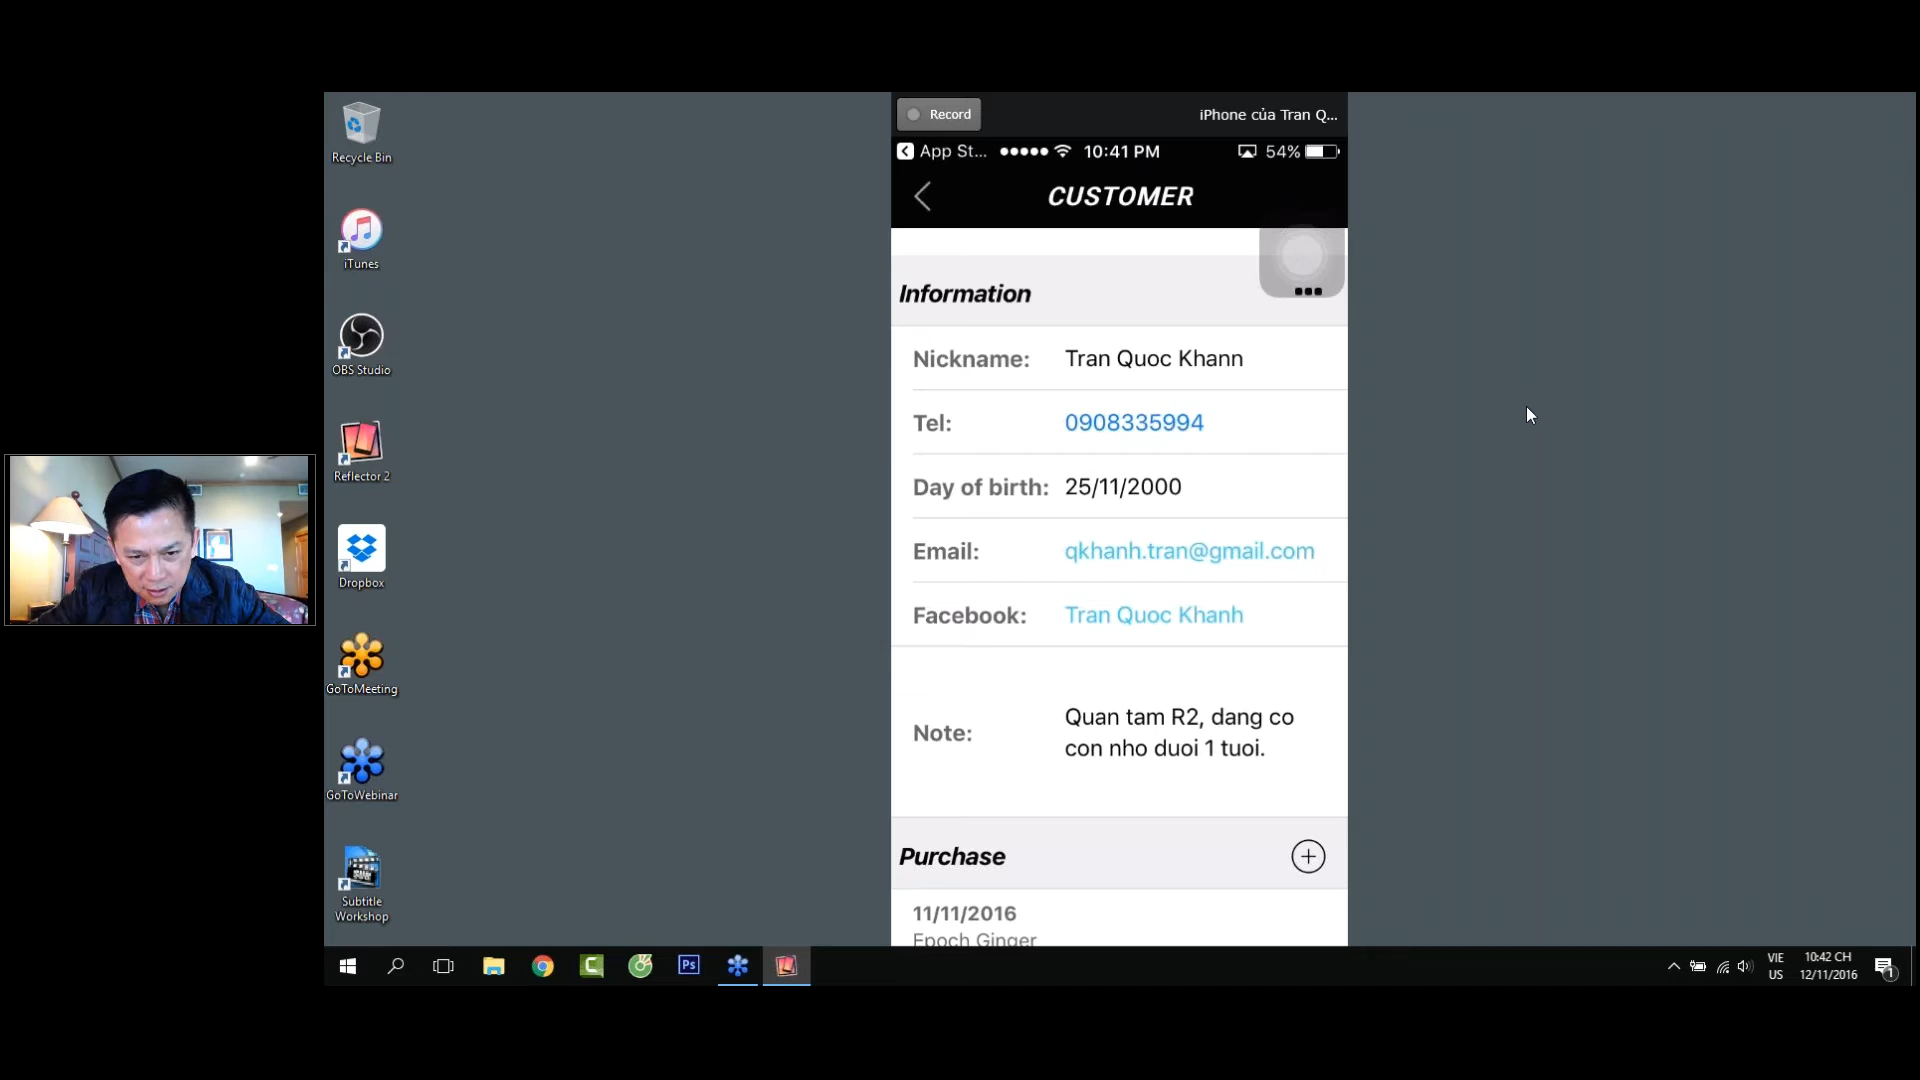 Recycle Bin
iTunes
OBS Studio
Reflector 2
Dropbox
GoToMeeting
GoToWebinar
Subtitle
Workshop
Record
iPhone của Tran Q...
App St... 10:41 PM 54%
CUSTOMER
Information
Nickname: Tran Quoc Khann
Tel: 0908335994
Day of birth: 25/11/2000
Email: qkhanh.tran@gmail.com
Facebook: Tran Quoc Khanh
Note: Quan tam R2, dang co
con nho duoi 1 tuoi.
Purchase
11/11/2016
Epoch Ginger
Ps
VIE
US
10:42 CH
12/11/2016
1